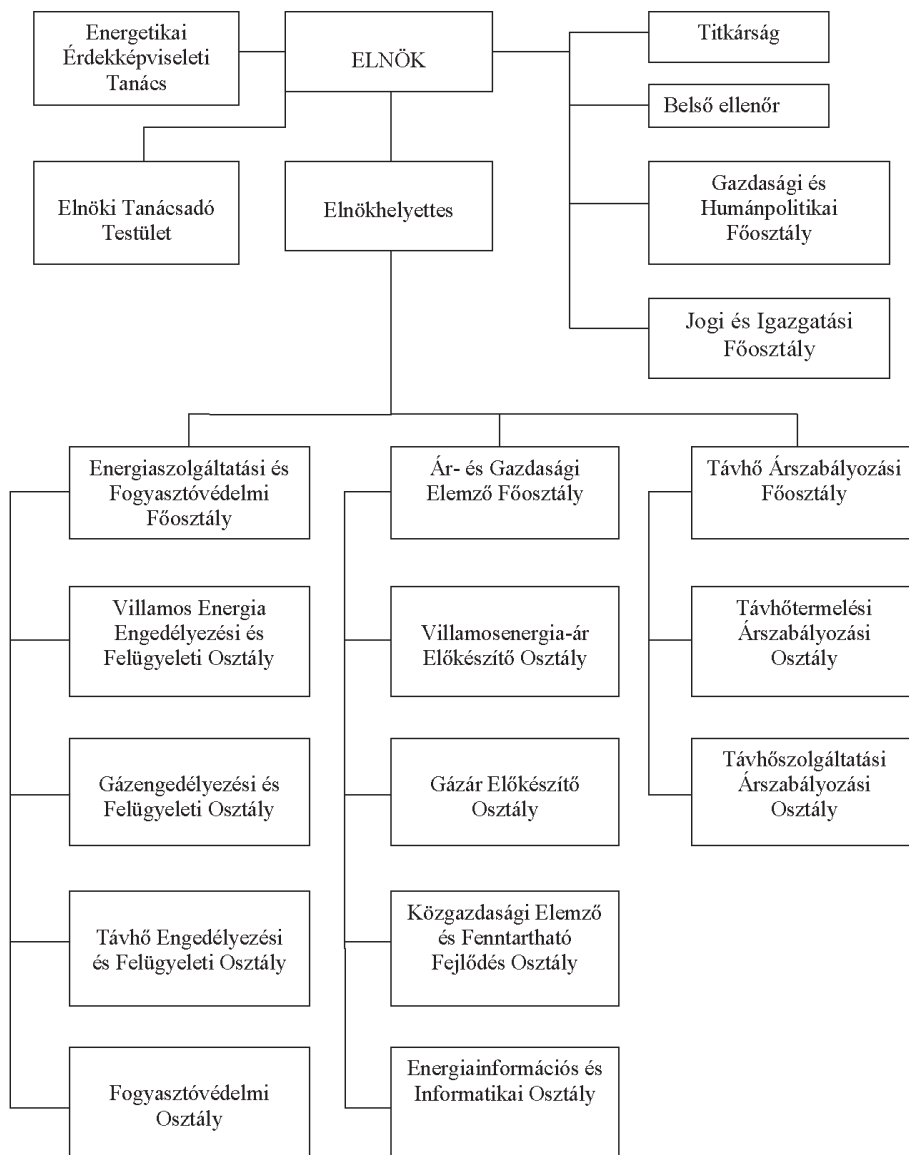 Energetikai
Érdekképviseleti
Tanács
ELNÖK
Titkárság
Belső ellenőr
Elnöki Tanácsadó
Testület
Elnökhelyettes
Gazdasági és
Humánpolitikai
Főosztály
Jogi és Igazgatási
Főosztály
Energiaszolgáltatási és
Fogyasztóvédelmi
Főosztály
Villamos Energia
Engedélyezési és
Felügyeleti Osztály
Gázengedélyezési és
Felügyeleti Osztály
Távhő Engedélyezési
és Felügyeleti Osztály
Fogyasztóvédelmi
Osztály
Ár- és Gazdasági
Elemző Főosztály
Villamosenergia-ár
Előkészítő Osztály
Gázár Előkészítő
Osztály
Közgazdasági Elemző
és Fenntartható
Fejlődés Osztály
Energiainformációs és
Informatikai Osztály
Távhő Árszabályozási
Főosztály
Távhőtermelési
Árszabályozási
Osztály
Távhőszolgáltatási
Árszabályozási
Osztály